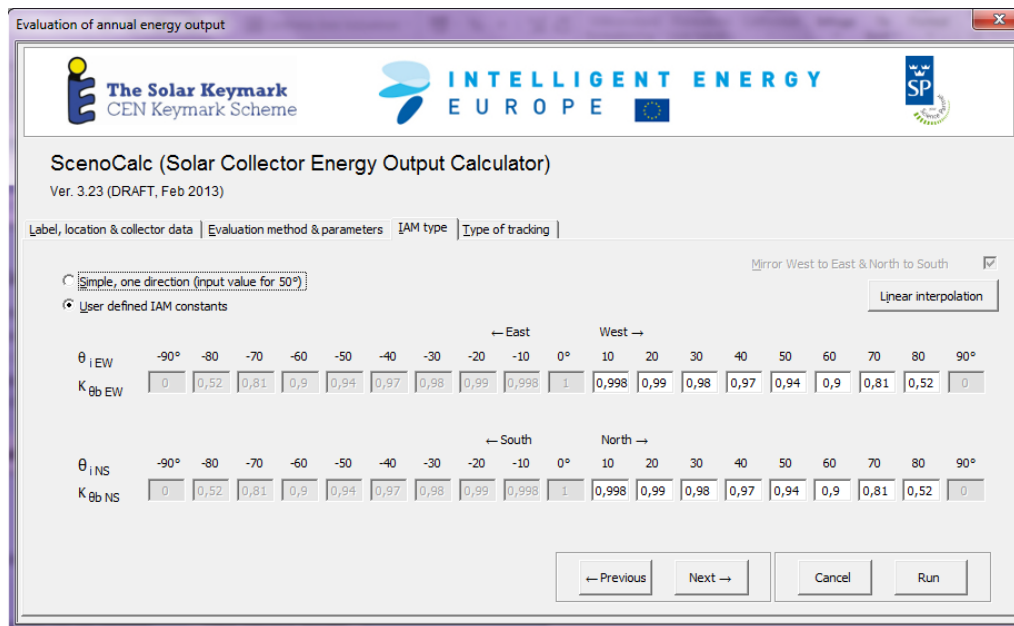 Evaluation of annual energy output
The Solar Keymark
CEN Keymark Scheme
INTELLIGENT ENERGY
EUROPE
SP
Science Partner
ScenoCalc (Solar Collector Energy Output Calculator)
Ver. 3.23 (DRAFT, Feb 2013)
Label, location & collector data Evaluation method & parameters IAM type Type of tracking
Mirror West to East & North to South
Simple, one direction (input value for 50°)
Linear interpolation
User defined IAM constants
← East West →
θ i EW -90° -80 -70 -60 -50 -40 -30 -20 -10 0° 10 20 30 40 50 60 70 80 90°
K θb EW 0 0,52 0,81 0,9 0,94 0,97 0,98 0,99 0,998 1 0,998 0,99 0,98 0,97 0,94 0,9 0,81 0,52 0
← South North →
θ i NS -90° -80 -70 -60 -50 -40 -30 -20 -10 0° 10 20 30 40 50 60 70 80 90°
K θb NS 0 0,52 0,81 0,9 0,94 0,97 0,98 0,99 0,998 1 0,998 0,99 0,98 0,97 0,94 0,9 0,81 0,52 0
← Previous Next → Cancel Run